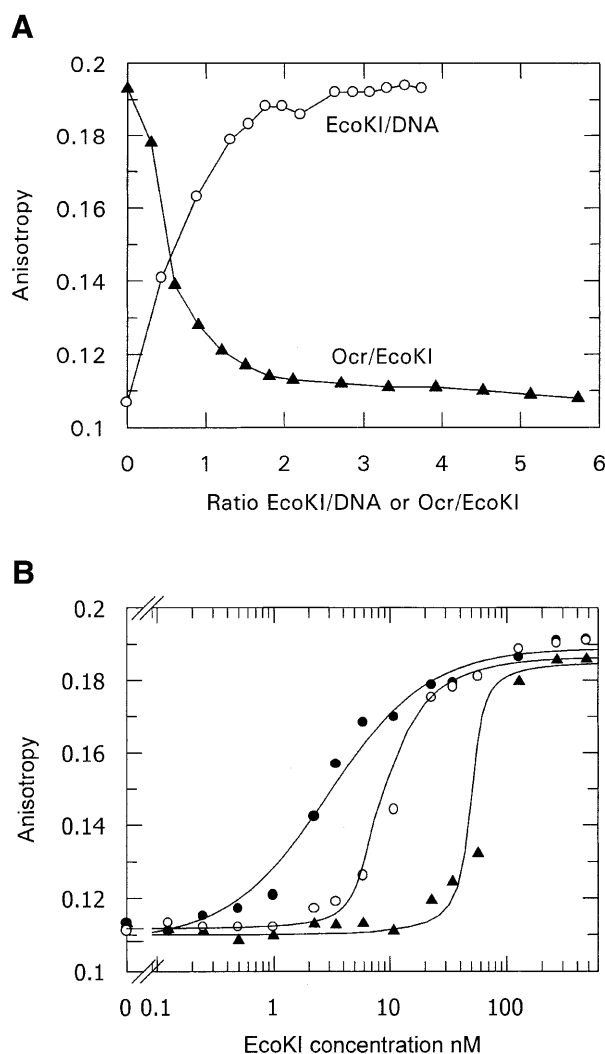 A
0.2
0.18
0.16
0.14
0.12
0.1
Anisotropy
EcoKI/DNA
Ocr/EcoKI
0 1 2 3 4 5 6
Ratio EcoKI/DNA or Ocr/EcoKI
B
0.2
0.18
0.16
0.14
0.12
0.1
Anisotropy
0 0.1 1 10 100
EcoKI concentration nM